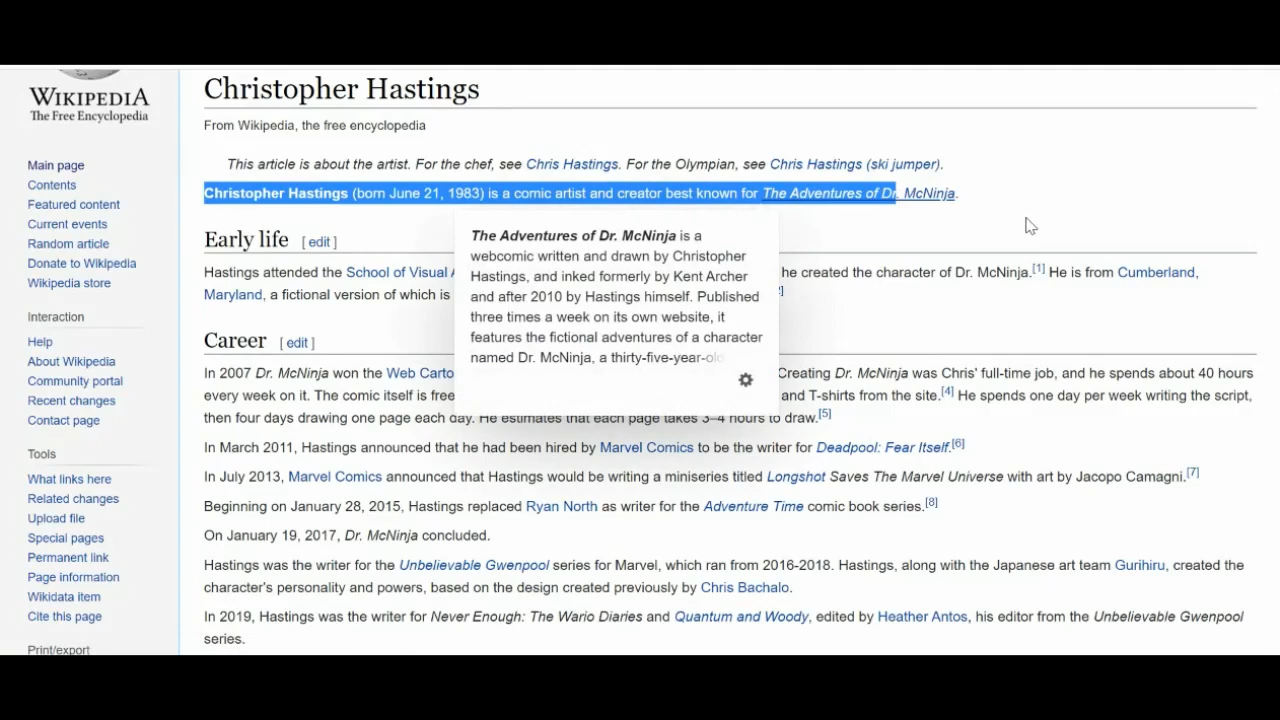 WIKIPEDIA
The Free Encyclopedia
Main page
Contents
Featured content
Current events
Random article
Donate to Wikipedia
Wikipedia store
Interaction
Help
About Wikipedia
Community portal
Recent changes
Contact page
Tools
What links here
Related changes
Upload file
Special pages
Permanent link
Page information
Wikidata item
Cite this page
Print/export
Christopher Hastings
From Wikipedia, the free encyclopedia
This article is about the artist. For the chef, see Chris Hastings. For the Olympian, see Chris Hastings (ski jumper).
Christopher Hastings (born June 21, 1983) is a comic artist and creator best known for The Adventures of Dr. McNinja.
Early life [ edit ]
Hastings attended the School of Visual he created the character of Dr. McNinja.[1] He is from Cumberland,
Maryland, a fictional version of which is
Career [ edit ]
In 2007 Dr. McNinja won the Web Creating Dr. McNinja was Chris' full-time job, and he spends about 40 hours
every week on it. The comic itself is free and T-shirts from the site.[4] He spends one day per week writing the script,
then four days drawing one page each day. He estimates that each page takes 3–4 hours to draw.[5]
In March 2011, Hastings announced that he had been hired by Marvel Comics to be the writer for Deadpool: Fear Itself.[6]
In July 2013, Marvel Comics announced that Hastings would be writing a miniseries titled Longshot Saves The Marvel Universe with art by Jacopo Camagni.[7]
Beginning on January 28, 2015, Hastings replaced Ryan North as writer for the Adventure Time comic book series.[8]
On January 19, 2017, Dr. McNinja concluded.
Hastings was the writer for the Unbelievable Gwenpool series for Marvel, which ran from 2016-2018. Hastings, along with the Japanese art team Gurihiru, created the
character's personality and powers, based on the design created previously by Chris Bachalo.
In 2019, Hastings was the writer for Never Enough: The Wario Diaries and Quantum and Woody, edited by Heather Antos, his editor from the Unbelievable Gwenpool
series.
The Adventures of Dr. McNinja is a
webcomic written and drawn by Christopher
Hastings, and inked formerly by Kent Archer
and after 2010 by Hastings himself. Published
three times a week on its own website, it
features the fictional adventures of a character
named Dr. McNinja, a thirty-five-year-old